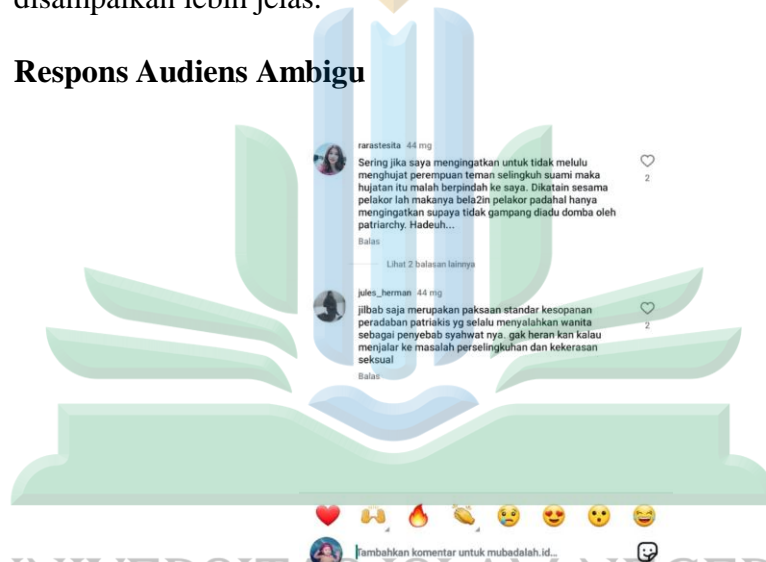 disampaikan lebih jelas.
Respons Audiens Ambigu
rarastesita 44 mg
Sering jika saya mengingatkan untuk tidak melulu
menghujat perempuan teman selingkuh suami maka
hujatan itu malah berpindah ke saya. Dikatain sesama
pelakor lah makanya bela2in pelakor padahal hanya
mengingatkan supaya tidak gampang diadu domba oleh
patriarchy. Hadeuh...
2
Balas
Lihat 2 balasan lainnya
jules_herman 44 mg
jilbab saja merupakan paksaan standar kesopanan
peradaban patriakis yg selalu menyalahkan wanita
sebagai penyebab syahwat nya. gak heran kan kalau
menjalar ke masalah perselingkuhan dan kekerasan
seksual
2
Balas
Tambahkan komentar untuk mubadalah.id...
UNIVERSITAS ISLAM NEGERI